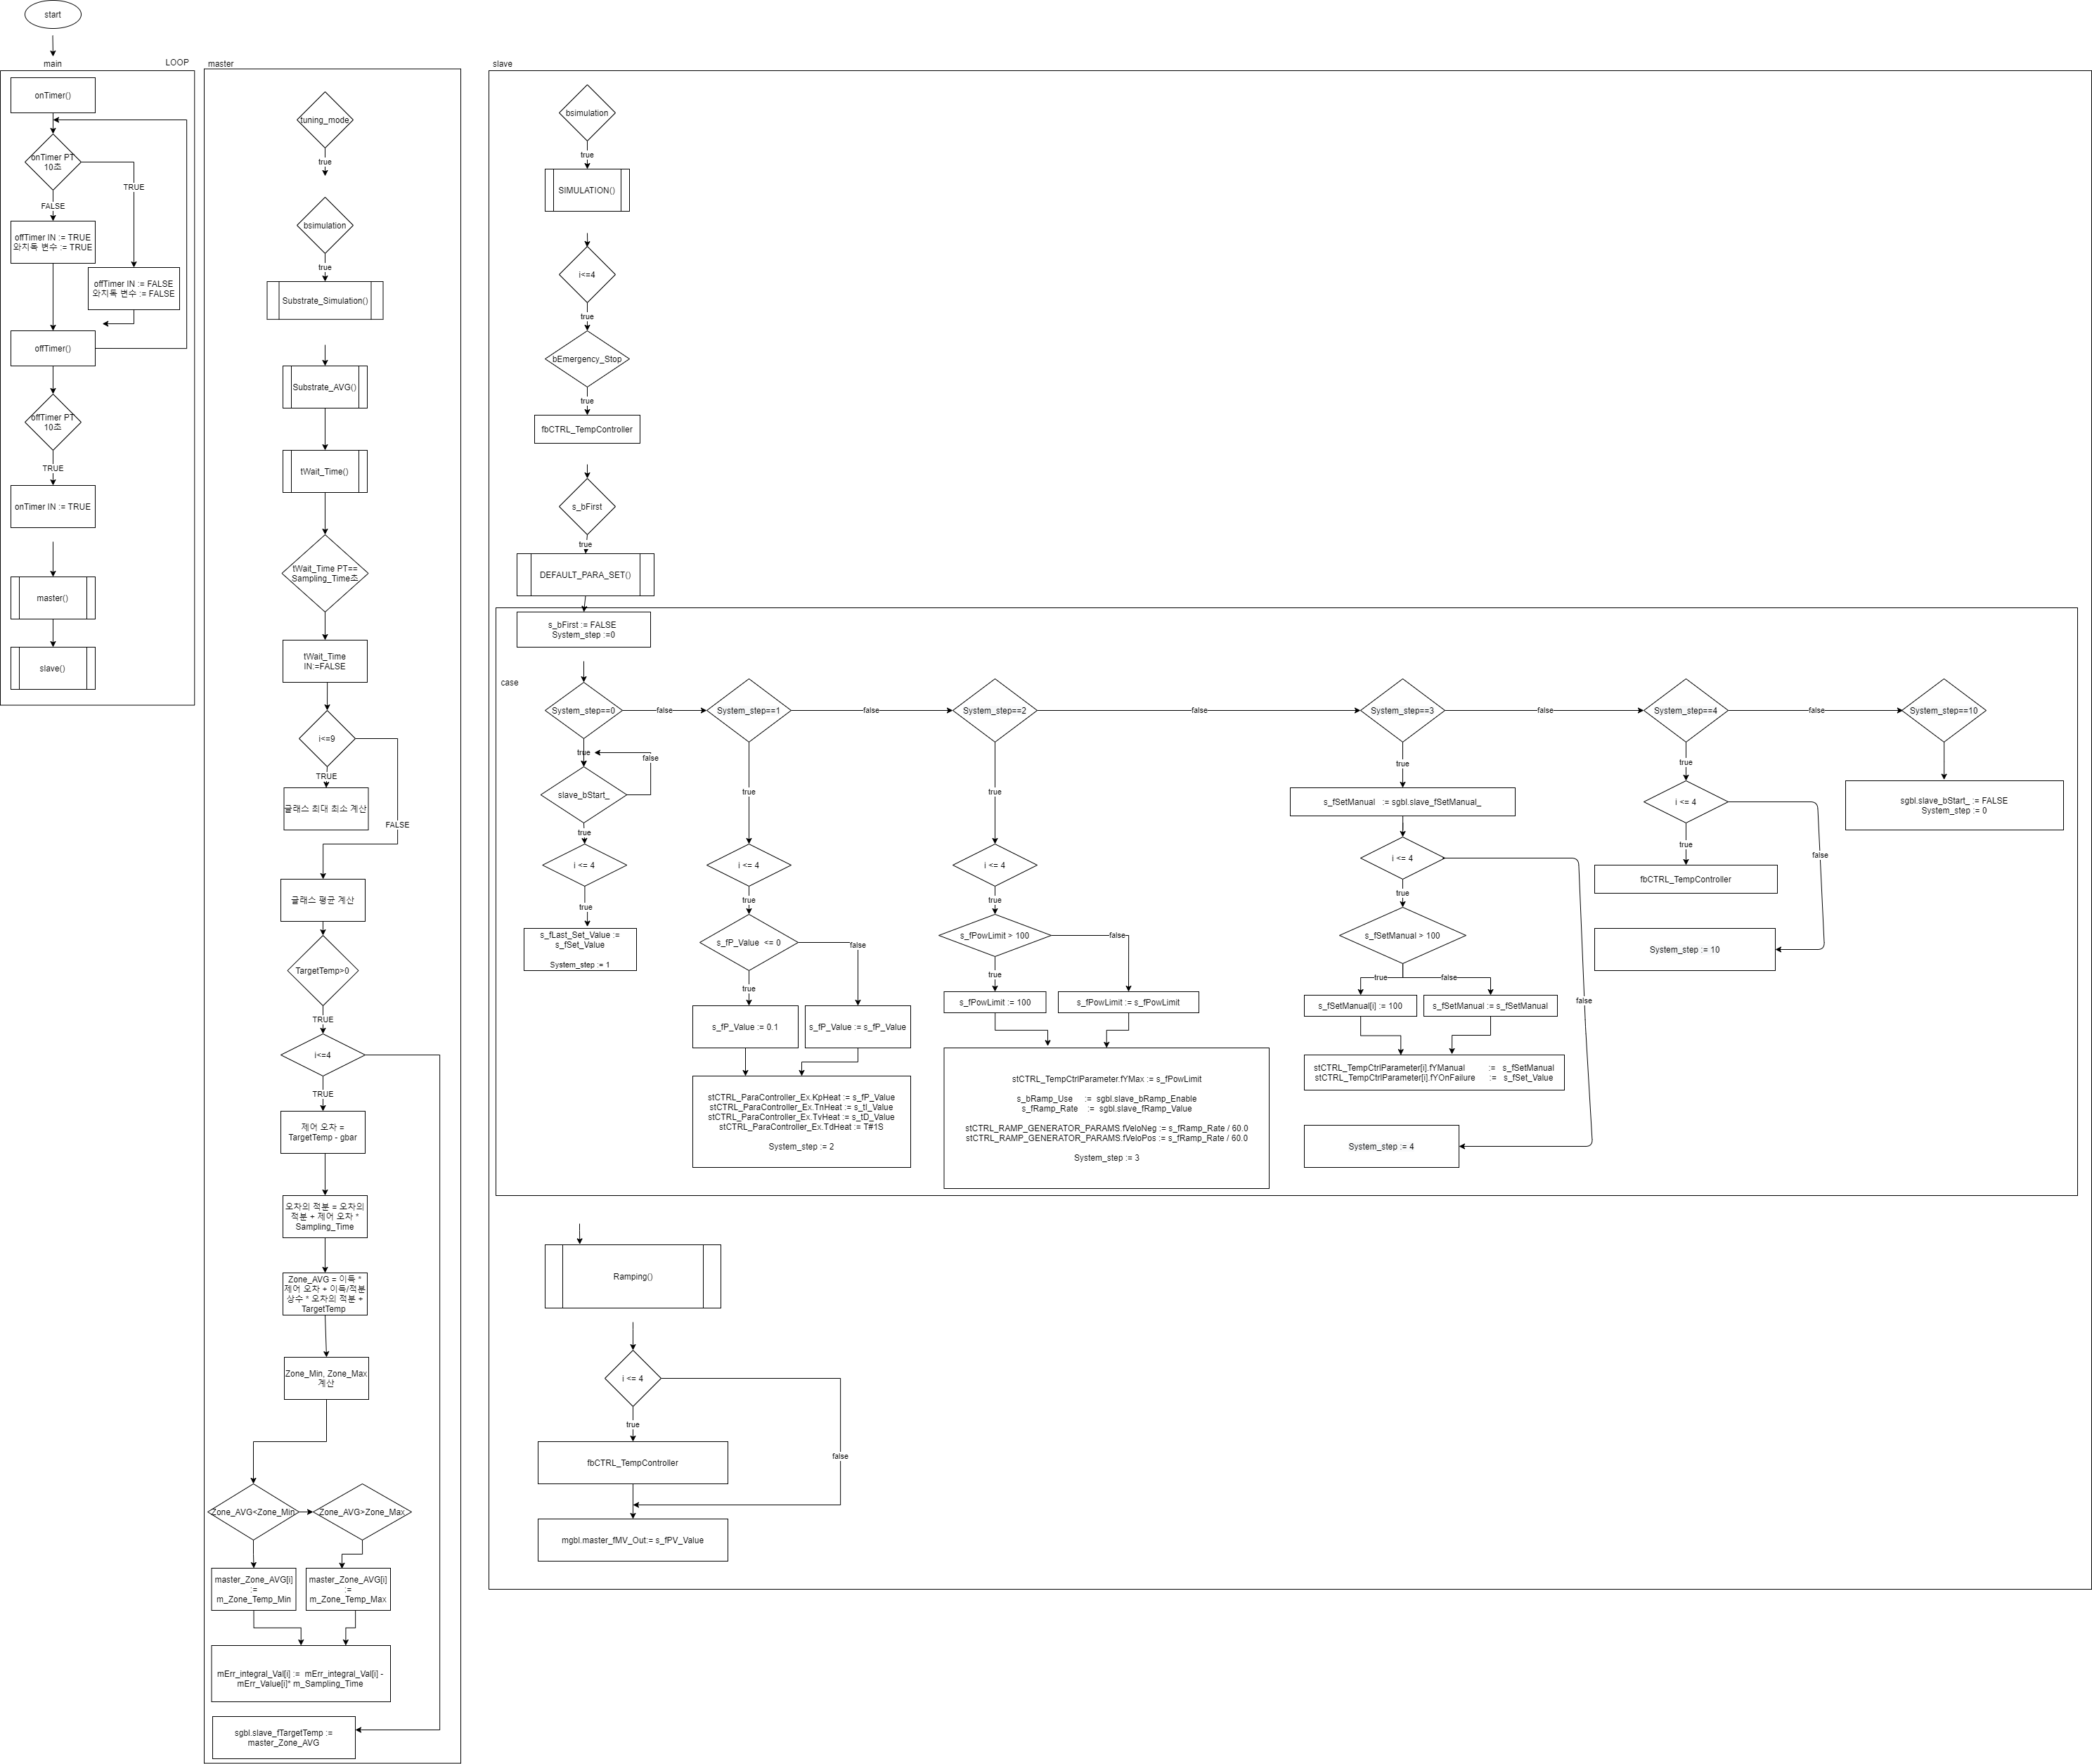 start
main
LOOP
onTimer()
onTimer PT
10초
TRUE
FALSE
offTimer IN := TRUE
와치독 변수 := TRUE
offTimer IN := FALSE
와치독 변수 := FALSE
offTimer()
offTimer PT
10초
TRUE
onTimer IN := TRUE
master()
slave()
master
tuning_mode
true
bsimulation
true
Substrate_Simulation()
Substrate_AVG()
tWait_Time()
tWait_Time PT==
Sampling_Time초
tWait_Time
IN:=FALSE
i<=9
TRUE
글래스 최대 최소 계산
FALSE
글래스 평균 계산
TargetTemp>0
TRUE
i<=4
TRUE
제어 오차 =
TargetTemp - gbar
오차의 적분 = 오차의
적분 + 제어 오차 *
Sampling_Time
Zone_AVG = 이득 *
제어 오차 + 이득/적분
상수 * 오차의 적분 +
TargetTemp
Zone_Min, Zone_Max
계산
Zone_AVG<Zone_Min
Zone_AVG>Zone_Max
master_Zone_AVG[i]
:=
m_Zone_Temp_Min
master_Zone_AVG[i]
:=
m_Zone_Temp_Max
mErr_integral_Val[i] := mErr_integral_Val[i] -
mErr_Value[i]* m_Sampling_Time
sgbl.slave_fTargetTemp :=
master_Zone_AVG
slave
bsimulation
true
SIMULATION()
i<=4
true
bEmergency_Stop
true
fbCTRL_TempController
s_bFirst
true
DEFAULT_PARA_SET()
s_bFirst := FALSE
System_step :=0
case
System_step==0
false
System_step==1
false
System_step==2
false
System_step==3
false
System_step==4
false
System_step==10
true
false
slave_bStart_
true
i <= 4
true
s_fLast_Set_Value :=
s_fSet_Value
System_step := 1
true
i <= 4
true
s_fP_Value <= 0
false
true
s_fP_Value := 0.1
s_fP_Value := s_fP_Value
stCTRL_ParaController_Ex.KpHeat := s_fP_Value
stCTRL_ParaController_Ex.TnHeat := s_tI_Value
stCTRL_ParaController_Ex.TvHeat := s_tD_Value
stCTRL_ParaController_Ex.TdHeat := T#1S
System_step := 2
true
i <= 4
true
s_fPowLimit > 100
false
true
s_fPowLimit := 100
s_fPowLimit := s_fPowLimit
stCTRL_TempCtrlParameter.fYMax := s_fPowLimit
s_bRamp_Use := sgbl.slave_bRamp_Enable
s_fRamp_Rate := sgbl.slave_fRamp_Value
stCTRL_RAMP_GENERATOR_PARAMS.fVeloNeg := s_fRamp_Rate / 60.0
stCTRL_RAMP_GENERATOR_PARAMS.fVeloPos := s_fRamp_Rate / 60.0
System_step := 3
true
s_fSetManual := sgbl.slave_fSetManual_
i <= 4
true
s_fSetManual > 100
true
false
s_fSetManual[i] := 100
s_fSetManual := s_fSetManual
stCTRL_TempCtrlParameter[i].fYManual := s_fSetManual
stCTRL_TempCtrlParameter[i].fYOnFailure := s_fSet_Value
false
System_step := 4
true
i <= 4
true
false
fbCTRL_TempController
System_step := 10
sgbl.slave_bStart_ := FALSE
System_step := 0
Ramping()
i <= 4
true
false
fbCTRL_TempController
mgbl.master_fMV_Out:= s_fPV_Value